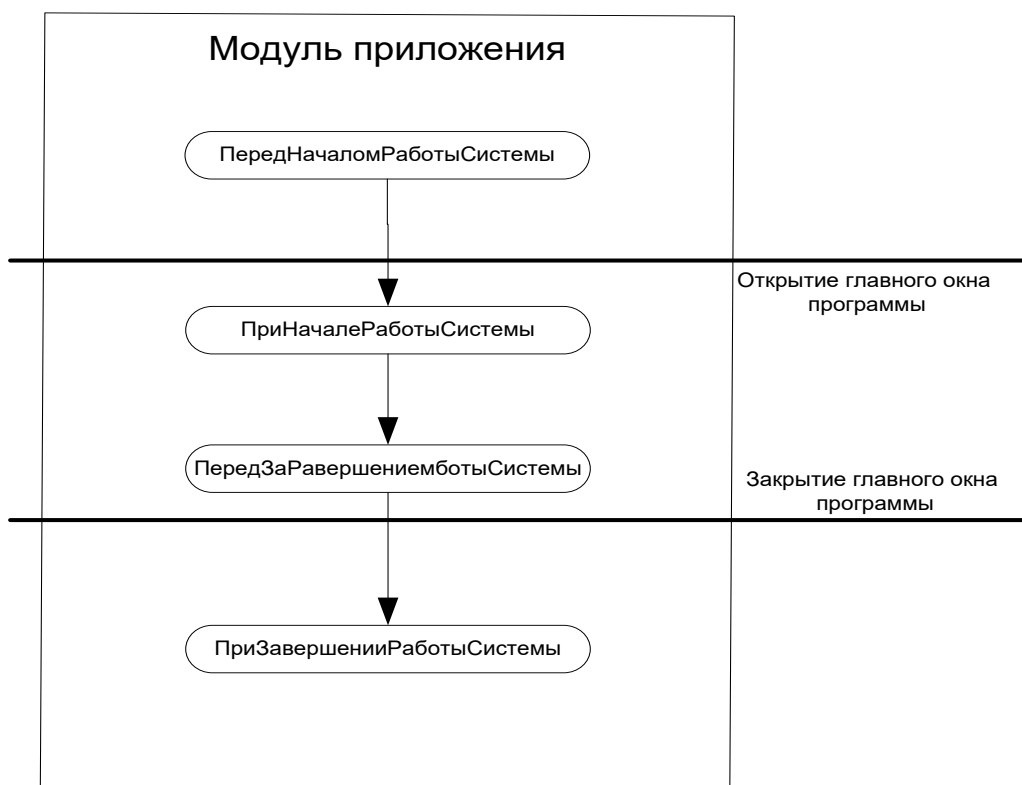 Модуль приложения
ПередНачаломРаботыСистемы
Открытие главного окна
программы
ПриНачалеРаботыСистемы
ПередЗаРавершениемботыСистемы
Закрытие главного окна
программы
ПриЗавершенииРаботыСистемы